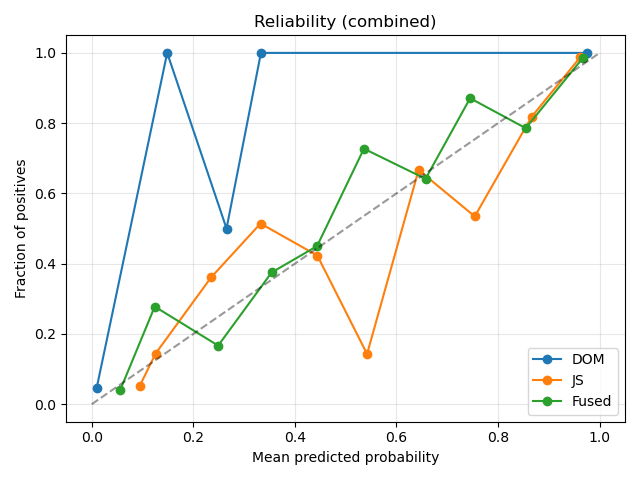 Reliability (combined)
Fraction of positives
1.0
0.8
0.6
0.4
0.2
0.0
0.0 0.2 0.4 0.6 0.8 1.0
Mean predicted probability
DOM
JS
Fused